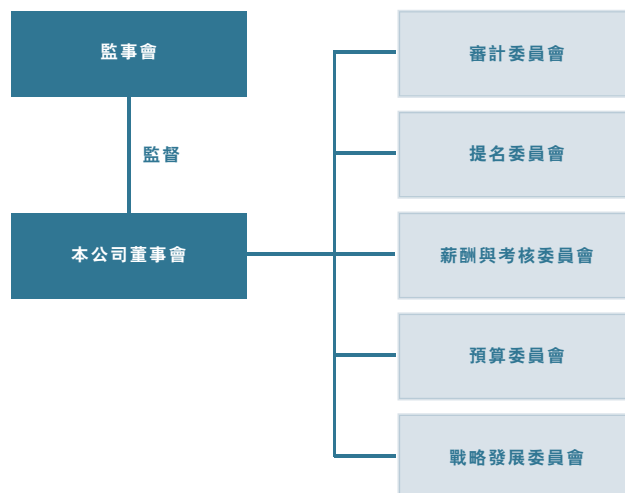 監事會
監督
本公司董事會
審計委員會
提名委員會
薪酬與考核委員會
預算委員會
戰略發展委員會